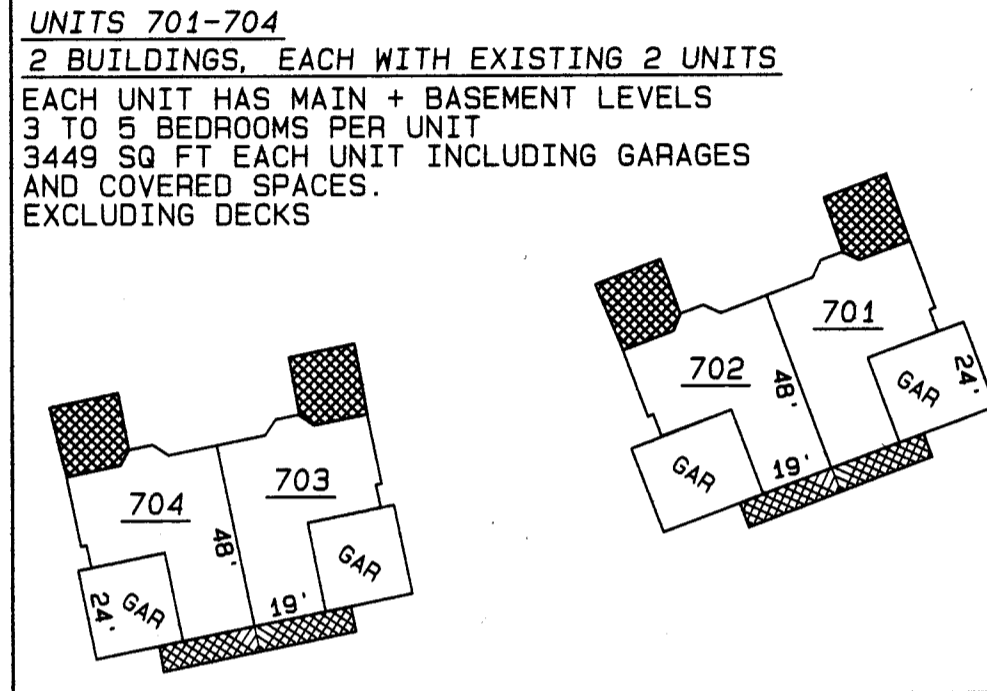 UNITS 701-704
2 BUILDINGS, EACH WITH EXISTING 2 UNITS
EACH UNIT HAS MAIN + BASEMENT LEVELS
3 TO 5 BEDROOMS PER UNIT
3449 SQ FT EACH UNIT INCLUDING GARAGES
AND COVERED SPACES.
EXCLUDING DECKS
701
702
48'
GAR
24'
GAR
19'
703
704
48'
GAR
24'
GAR
19'